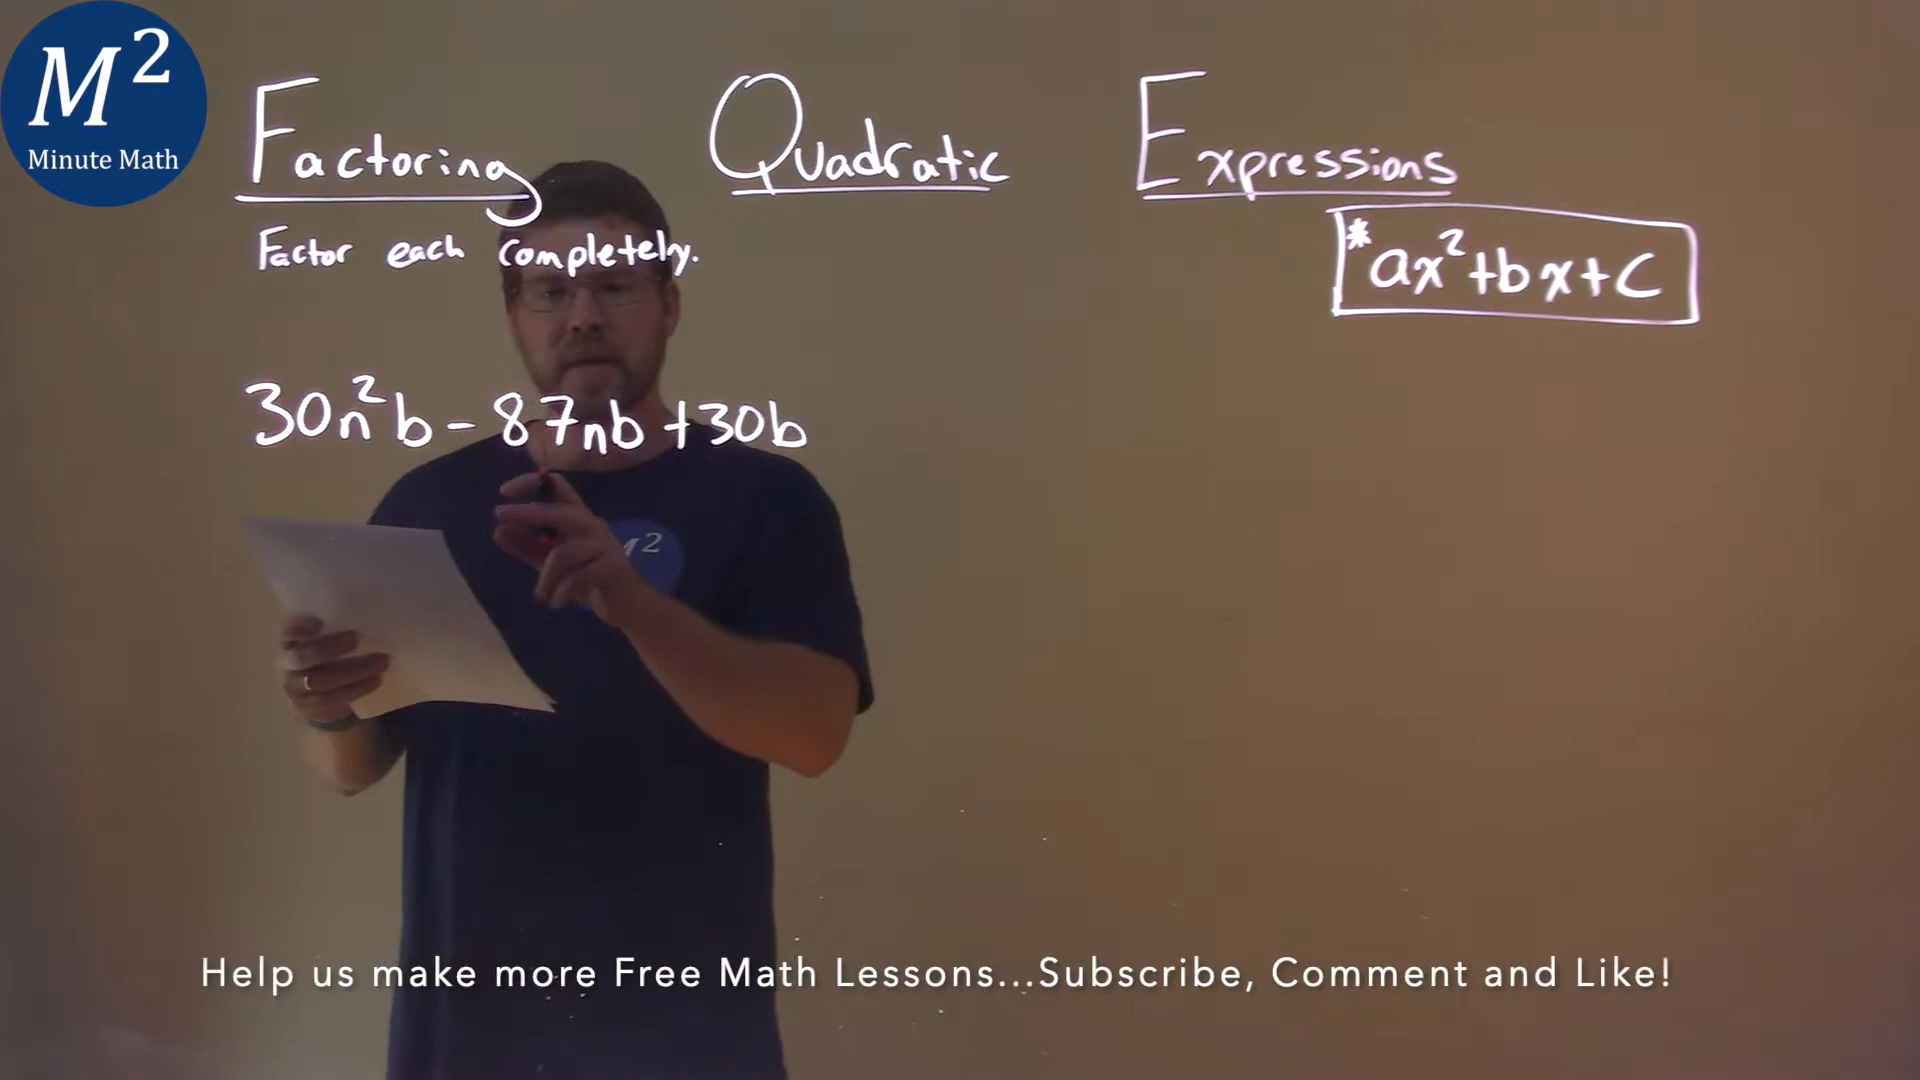 M²
Minute Math
Factoring Quadratic Expressions
Factor each completely.
* ax²+bx+c
30n²b - 87nb + 30b
M²
Help us make more Free Math Lessons...Subscribe, Comment and Like!